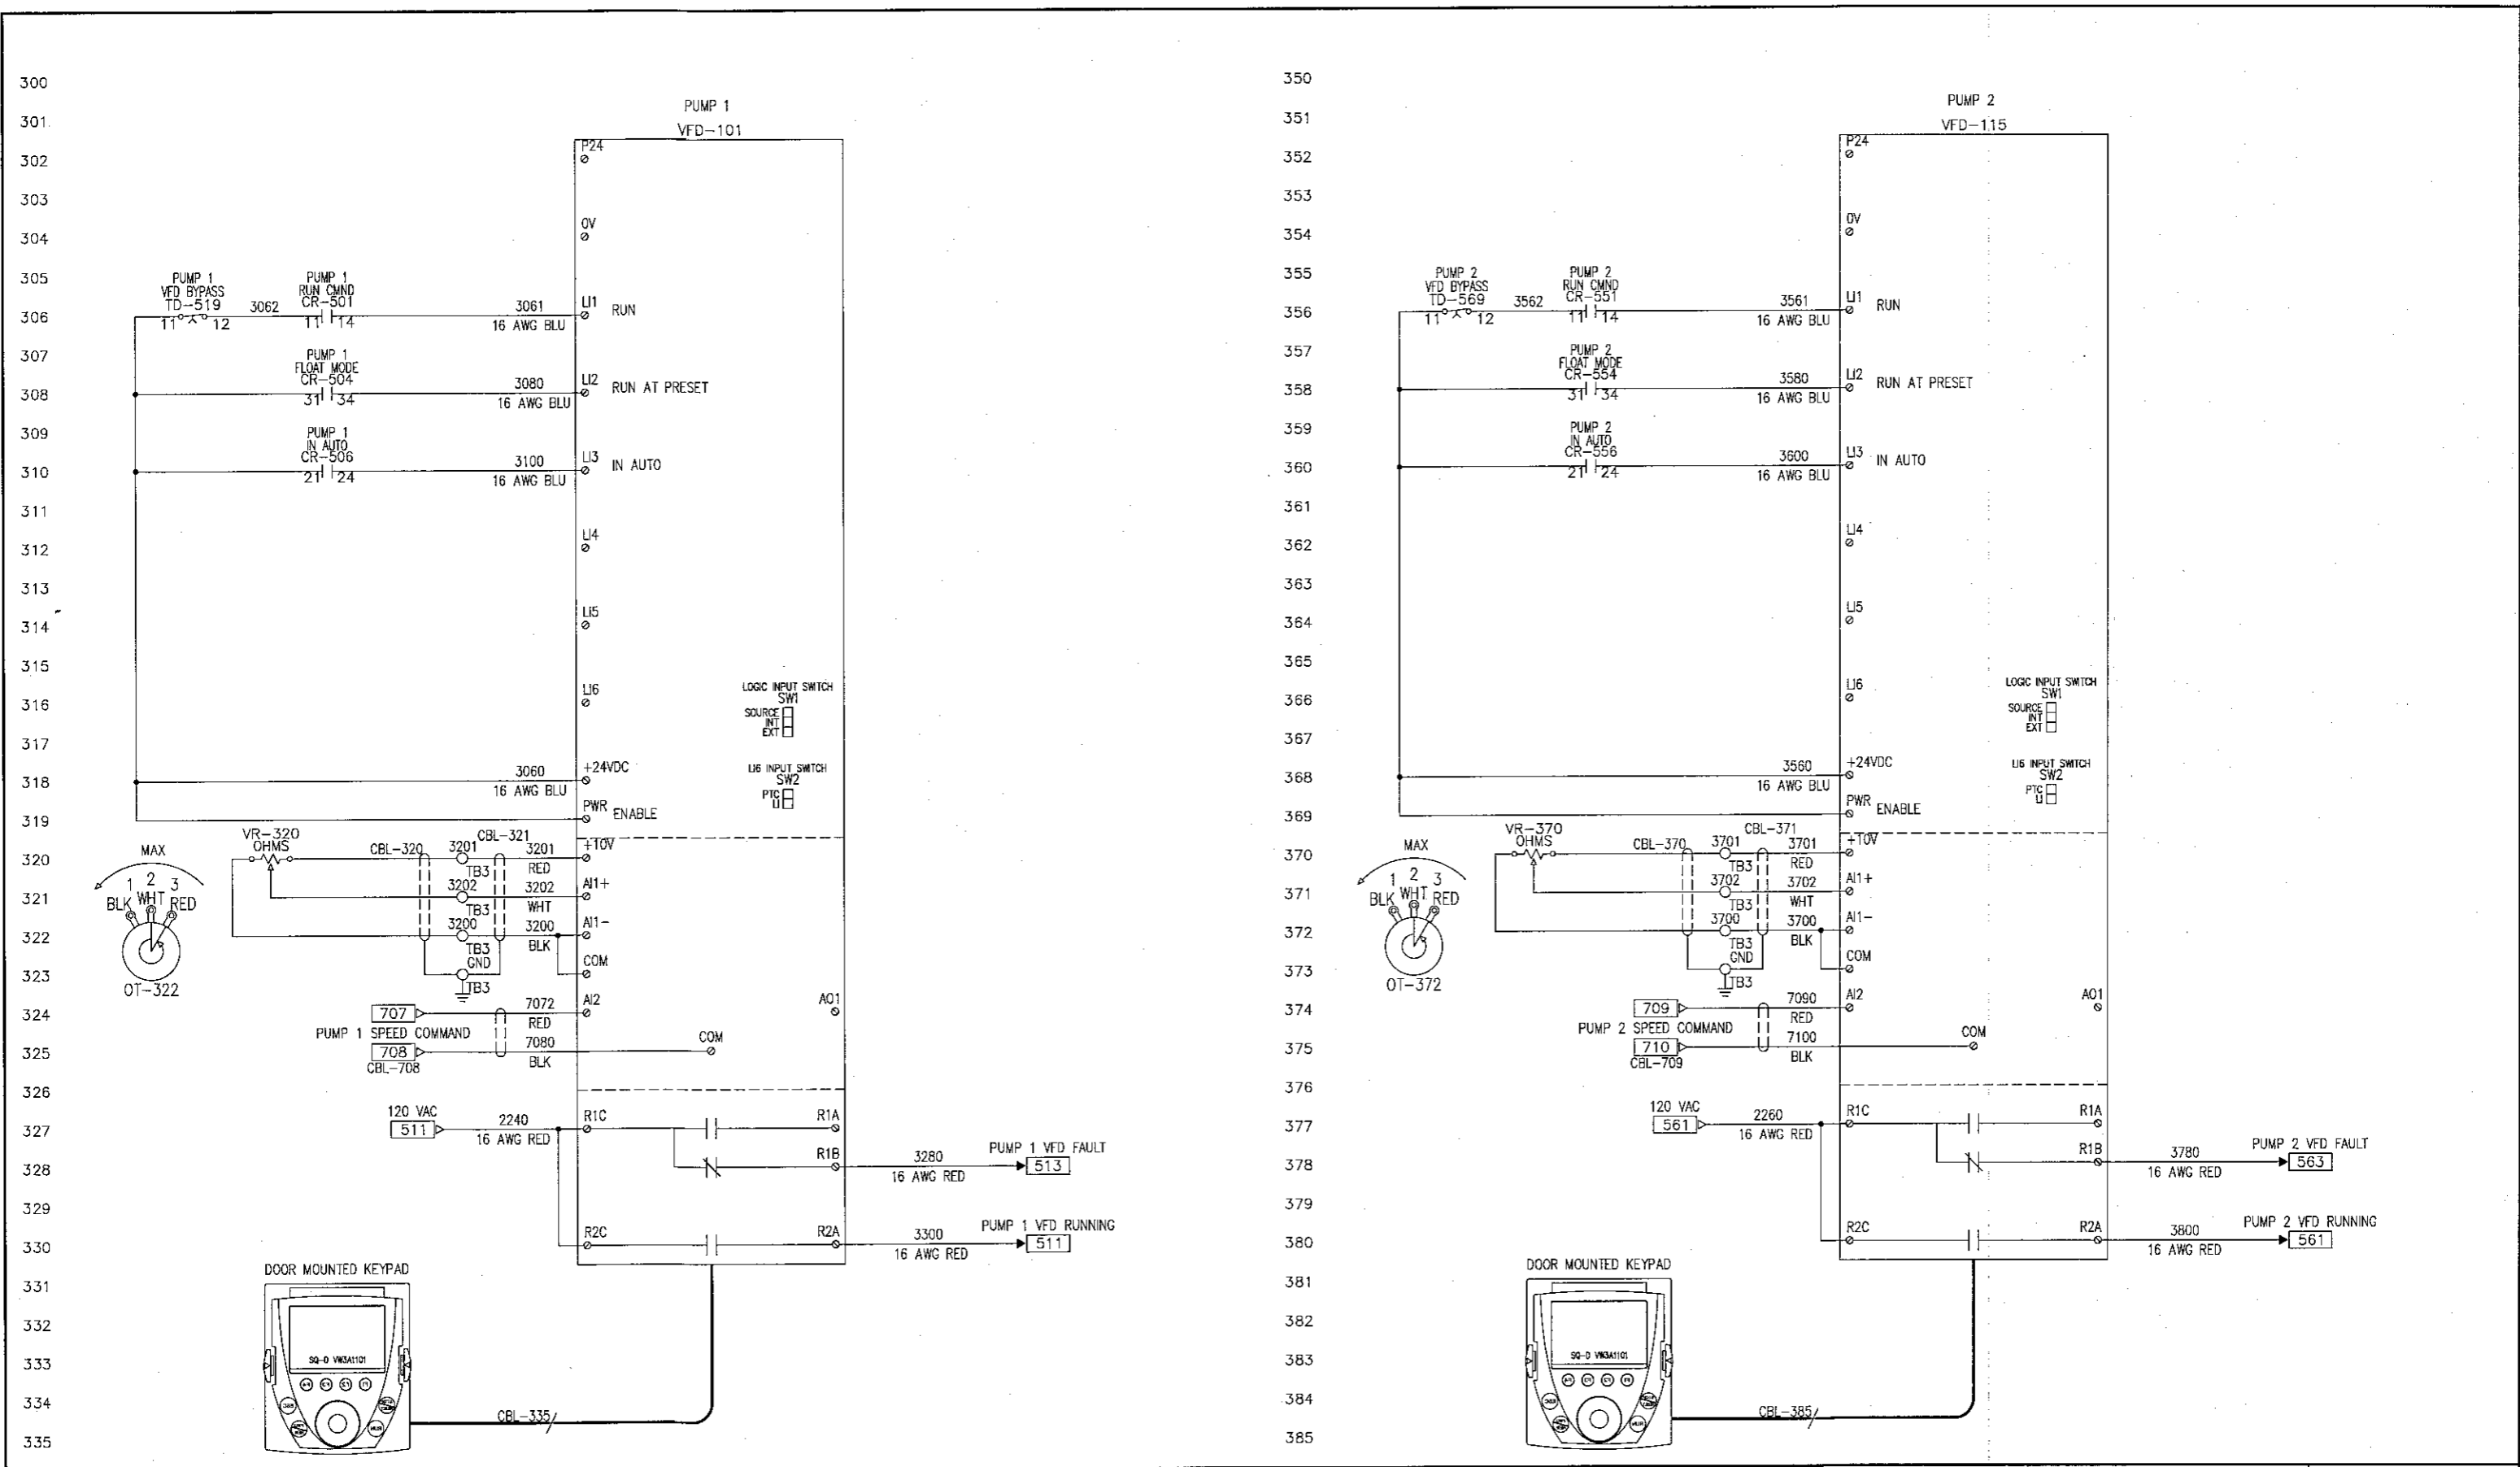 300
301
302
303
304
305
306
307
308
309
310
311
312
313
314
315
316
317
318
319
320
321
322
323
324
325
326
327
328
329
330
331
332
333
334
335
PUMP 1
VFD-101
P24
0V
PUMP 1
VFD BYPASS
TD-519
11 12
3062
PUMP 1
RUN CMND
CR-501
11 14
3061
16 AWG BLU
LI1 RUN
PUMP 1
FLOAT MODE
CR-504
31 34
3080
16 AWG BLU
LI2 RUN AT PRESET
PUMP 1
IN AUTO
CR-506
21 24
3100
16 AWG BLU
LI3 IN AUTO
LI4
LI5
LI6
LOGIC INPUT SWITCH
SW1
SOURCE
INT
EXT
3060
16 AWG BLU
+24VDC
LI6 INPUT SWITCH
SW2
PTC
LI
PWR ENABLE
VR-320
OHMS
CBL-320
3201
TB3
CBL-321
3201
RED
+10V
3202
TB3
3202
WHT
AI1+
3200
TB3
3200
BLK
AI1-
GND
TB3
COM
MAX
1 2 3
BLK WHT RED
OT-322
707
7072
RED
AI2
AO1
PUMP 1 SPEED COMMAND
708
7080
BLK
COM
CBL-708
120 VAC
511
2240
16 AWG RED
R1C
R1A
R1B
3280
16 AWG RED
PUMP 1 VFD FAULT
513
R2C
R2A
3300
16 AWG RED
PUMP 1 VFD RUNNING
511
DOOR MOUNTED KEYPAD
SQ-D VW3A1101
CBL-335
350
351
352
353
354
355
356
357
358
359
360
361
362
363
364
365
366
367
368
369
370
371
372
373
374
375
376
377
378
379
380
381
382
383
384
385
PUMP 2
VFD-115
P24
0V
PUMP 2
VFD BYPASS
TD-569
11 12
3562
PUMP 2
RUN CMND
CR-551
11 14
3561
16 AWG BLU
LI1 RUN
PUMP 2
FLOAT MODE
CR-554
31 34
3580
16 AWG BLU
LI2 RUN AT PRESET
PUMP 2
IN AUTO
CR-556
21 24
3600
16 AWG BLU
LI3 IN AUTO
LI4
LI5
LI6
LOGIC INPUT SWITCH
SW1
SOURCE
INT
EXT
3560
16 AWG BLU
+24VDC
LI6 INPUT SWITCH
SW2
PTC
LI
PWR ENABLE
VR-370
OHMS
CBL-370
3701
TB3
CBL-371
3701
RED
+10V
3702
TB3
3702
WHT
AI1+
3700
TB3
3700
BLK
AI1-
GND
TB3
COM
MAX
1 2 3
BLK WHT RED
OT-372
709
7090
RED
AI2
AO1
PUMP 2 SPEED COMMAND
710
7100
BLK
COM
CBL-709
120 VAC
561
2260
16 AWG RED
R1C
R1A
R1B
3780
16 AWG RED
PUMP 2 VFD FAULT
563
R2C
R2A
3800
16 AWG RED
PUMP 2 VFD RUNNING
561
DOOR MOUNTED KEYPAD
SQ-D VW3A1101
CBL-385